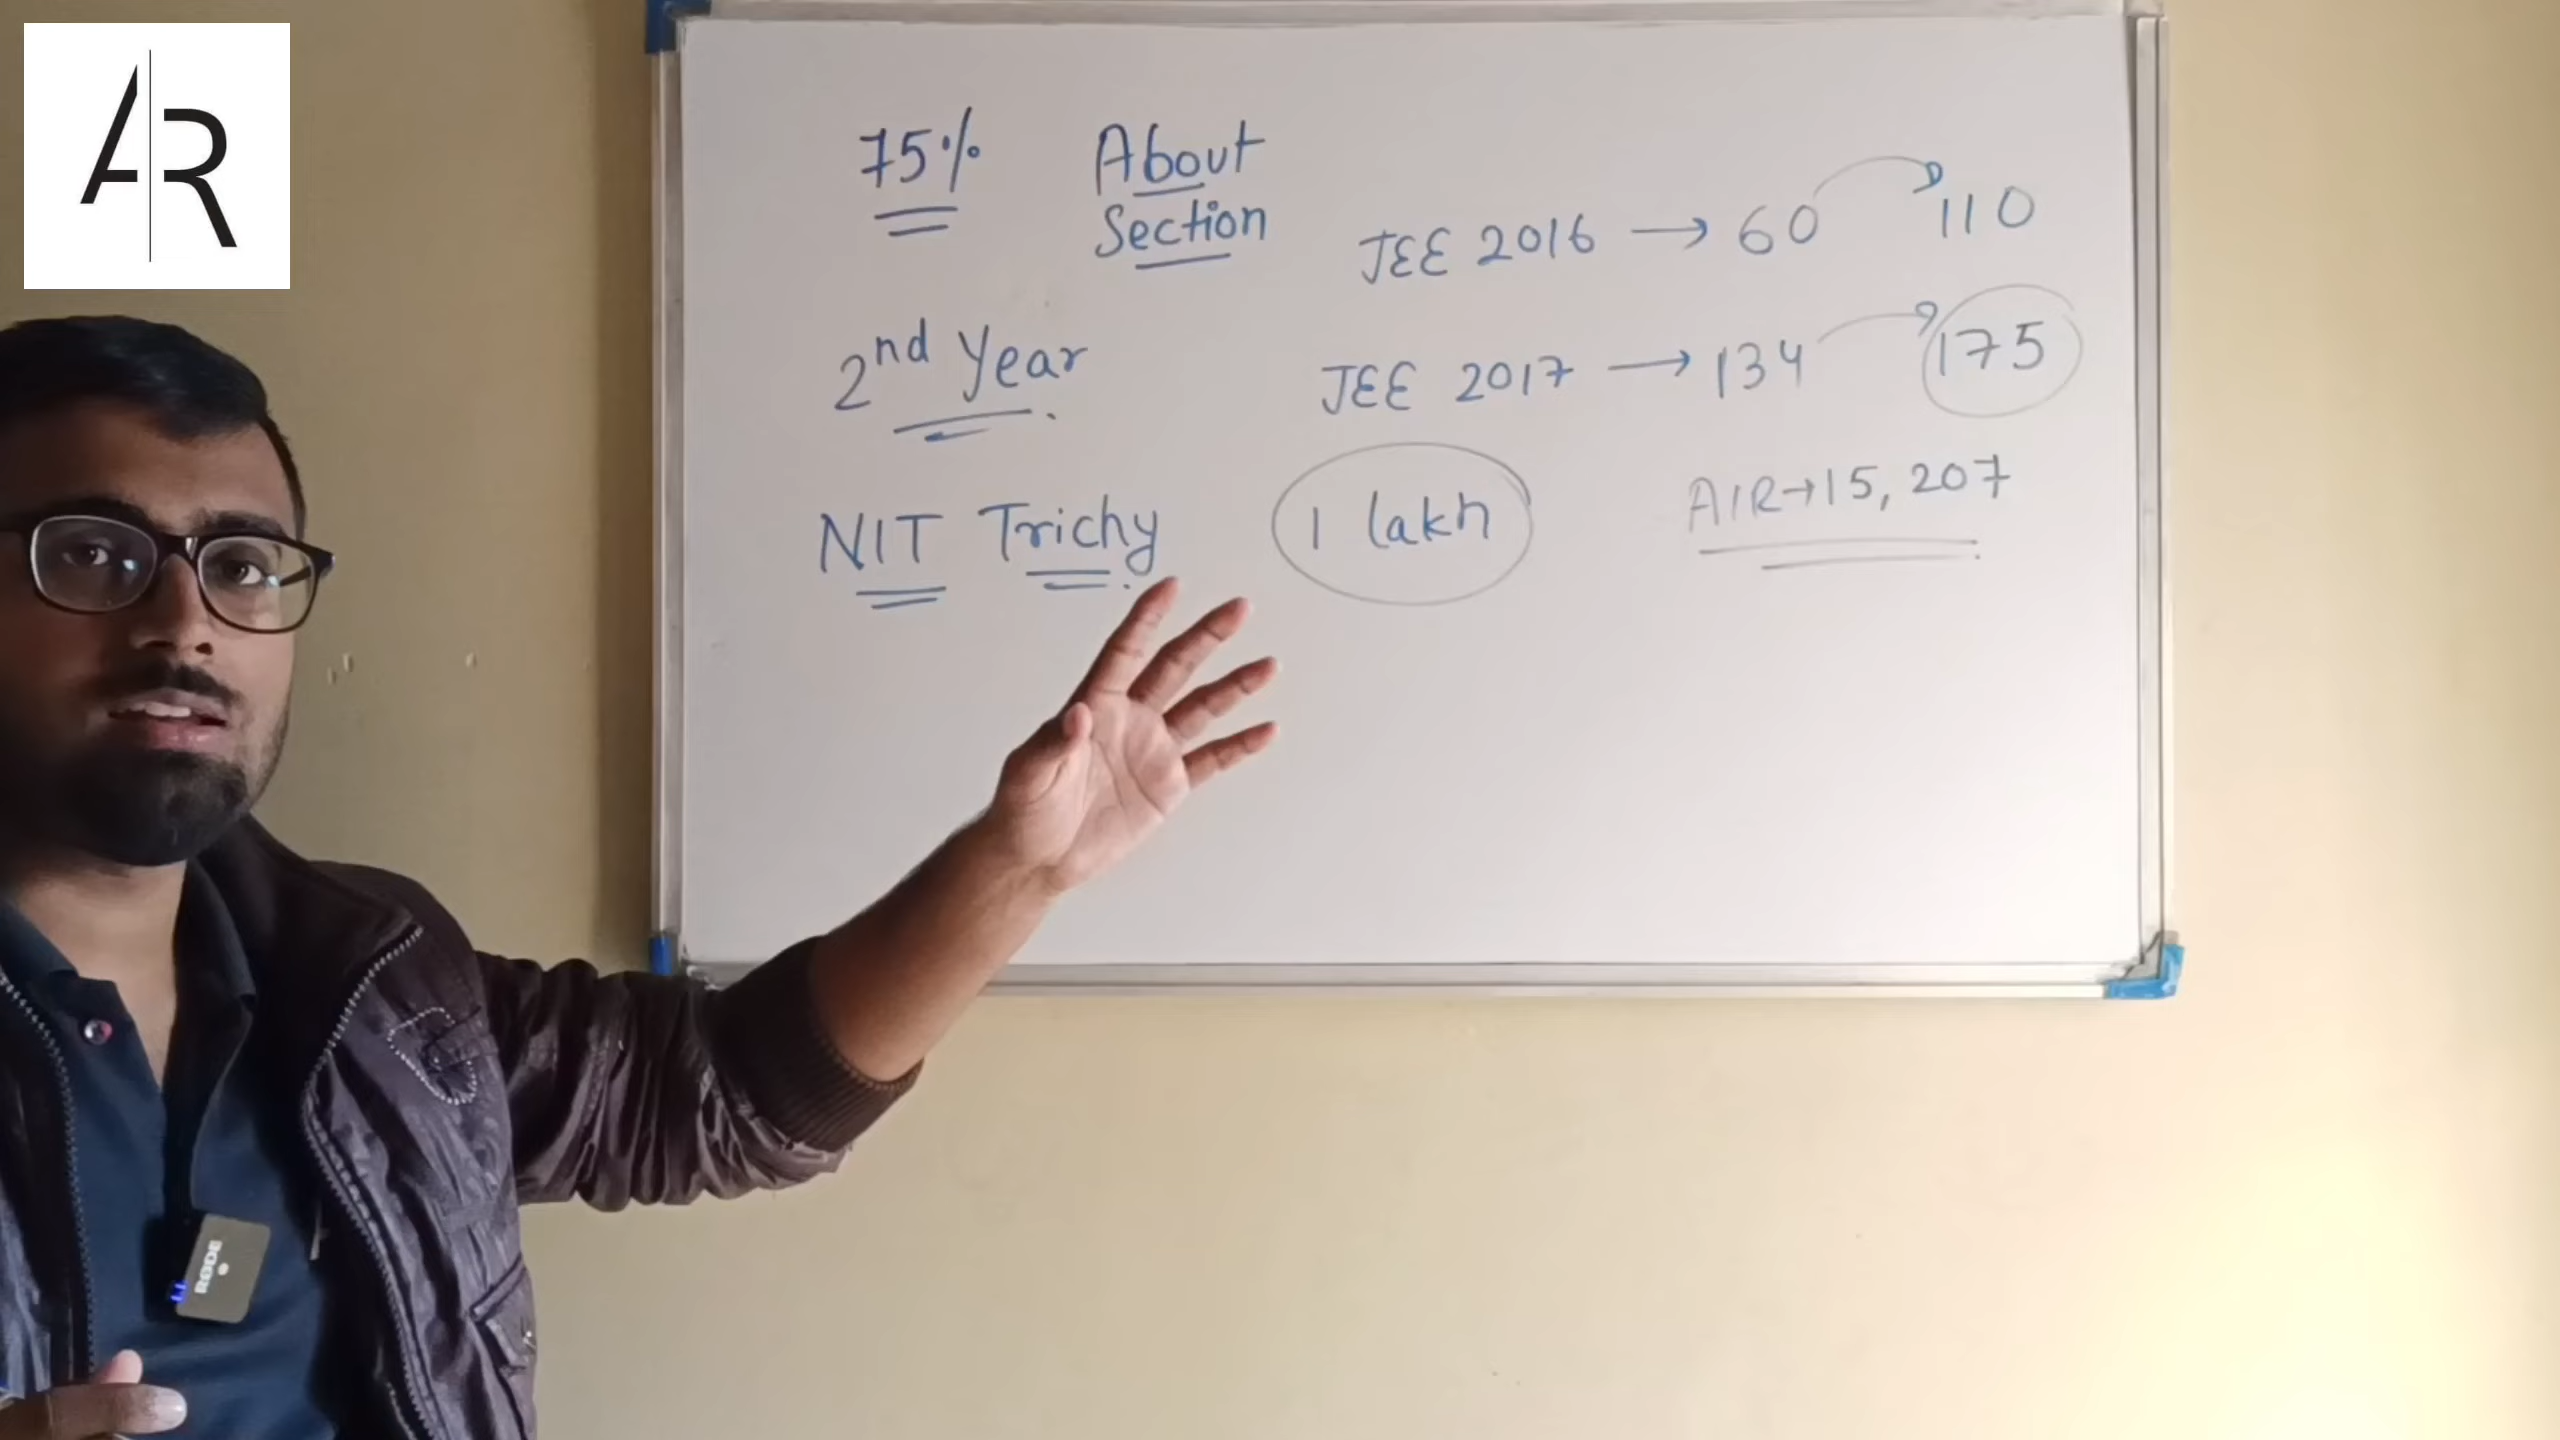 AR
75% About
Section
JEE 2016 → 60 110
2nd Year
JEE 2017 → 134 175
NIT Trichy 1 lakh
AIR→15,207
RODE